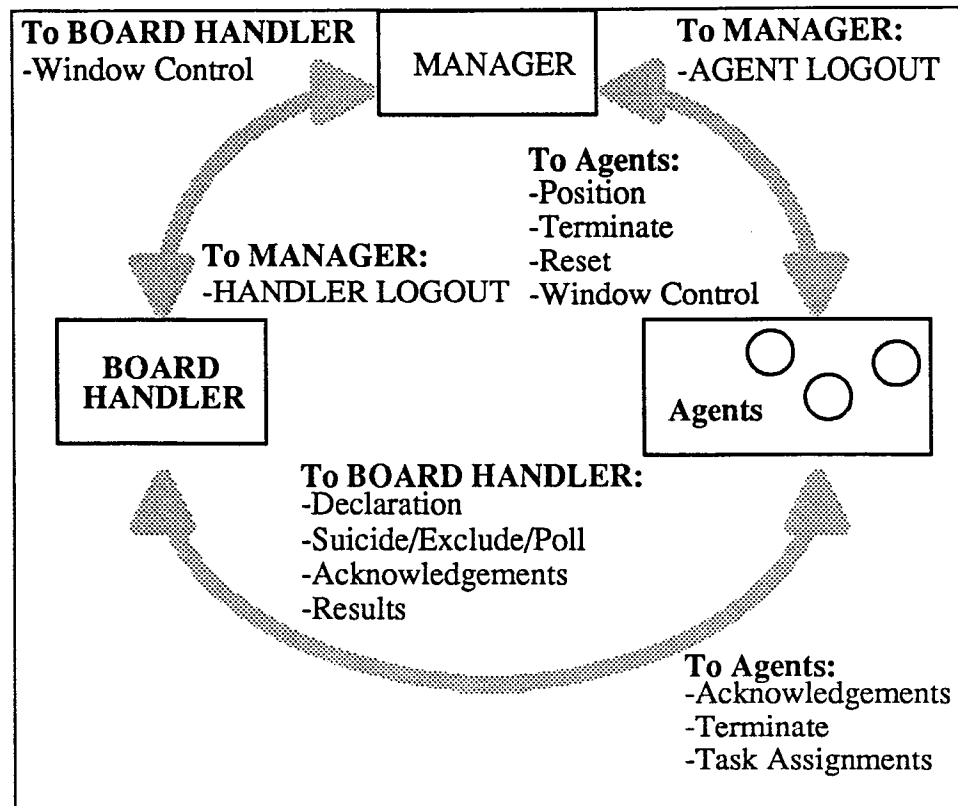 To BOARD HANDLER
-Window Control
MANAGER
To MANAGER:
-AGENT LOGOUT
To Agents:
-Position
-Terminate
-Reset
-Window Control
To MANAGER:
-HANDLER LOGOUT
BOARD
HANDLER
Agents
To BOARD HANDLER:
-Declaration
-Suicide/Exclude/Poll
-Acknowledgements
-Results
To Agents:
-Acknowledgements
-Terminate
-Task Assignments